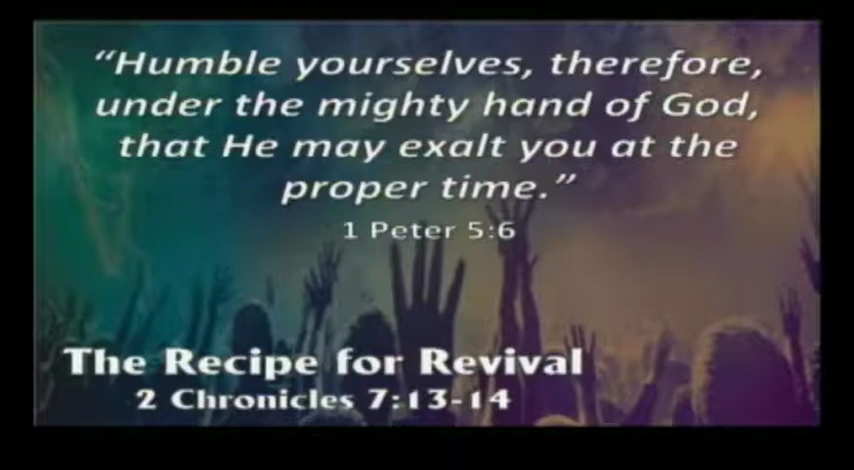 “Humble yourselves, therefore,
under the mighty hand of God,
that He may exalt you at the
proper time.”
1 Peter 5:6
The Recipe for Revival
2 Chronicles 7:13-14